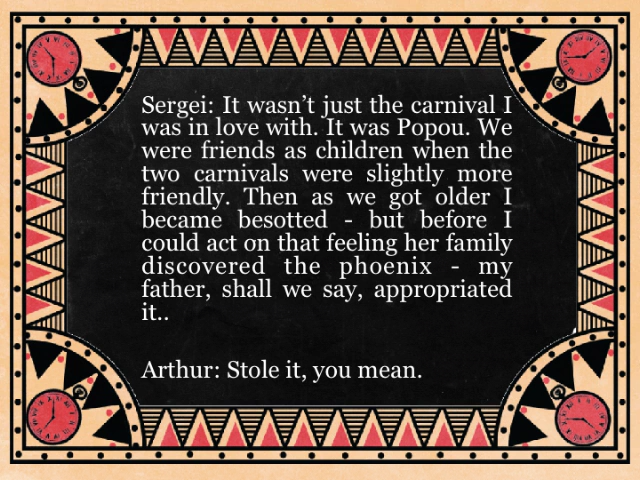 Sergei: It wasn’t just the carnival I
was in love with. It was Popou. We
were friends as children when the
two carnivals were slightly more
friendly. Then as we got older I
became besotted - but before I
could act on that feeling her family
discovered the phoenix - my
father, shall we say, appropriated
it..
Arthur: Stole it, you mean.